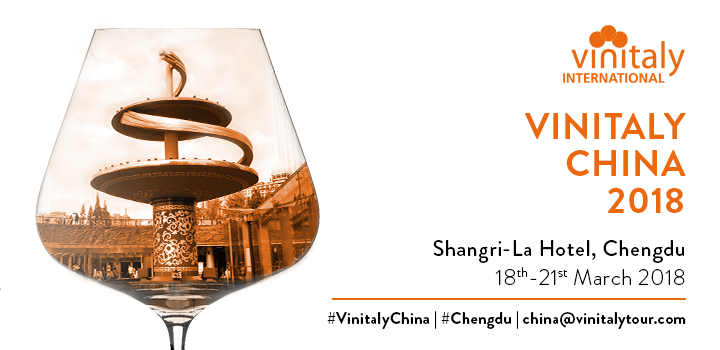 vinitaly
INTERNATIONAL
VINITALY
CHINA
2018
Shangri-La Hotel, Chengdu
18th-21st March 2018
#VinitalyChina | #Chengdu | china@vinitalytour.com